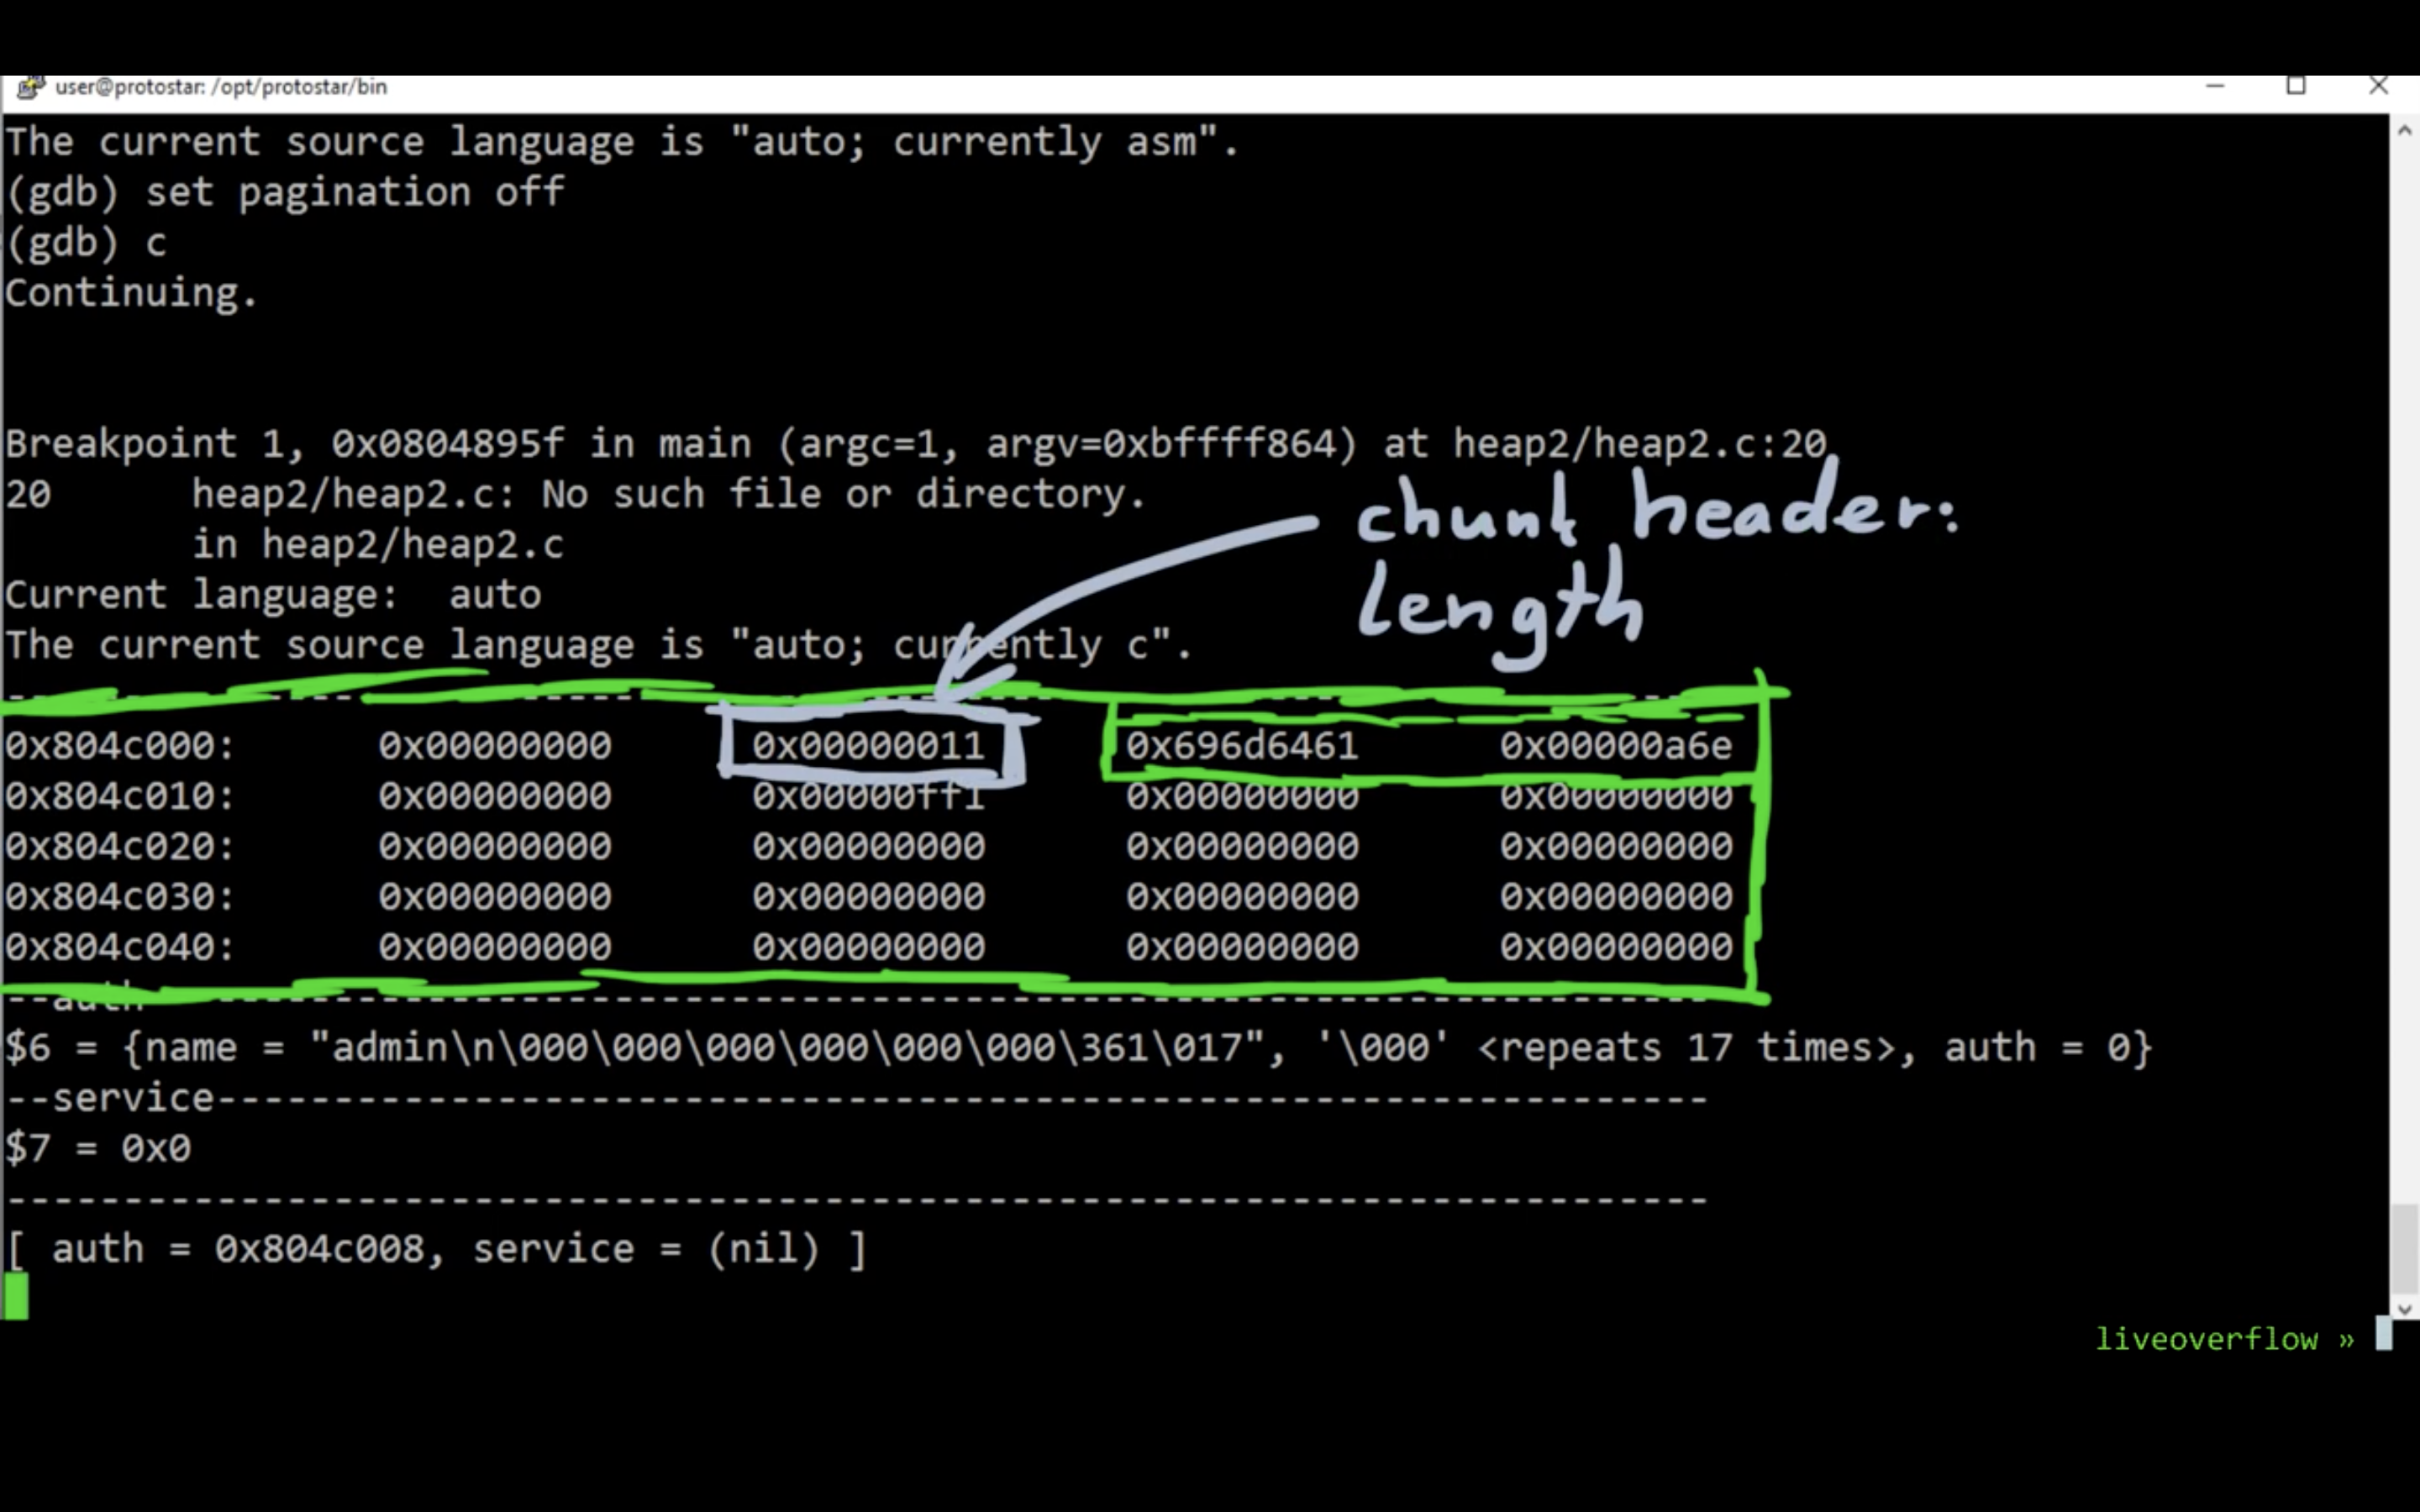 user@protostar: /opt/protostar/bin
The current source language is "auto; currently asm".
(gdb) set pagination off
(gdb) c
Continuing.
Breakpoint 1, 0x0804895f in main (argc=1, argv=0xbffff864) at heap2/heap2.c:20
20 heap2/heap2.c: No such file or directory.
in heap2/heap2.c
chunk header:
length
Current language: auto
The current source language is "auto; currently c".
--------------------------------------------------------------------------
0x804c000: 0x00000000 0x00000011 0x696d6461 0x00000a6e
0x804c010: 0x00000000 0x00000ff1 0x00000000 0x00000000
0x804c020: 0x00000000 0x00000000 0x00000000 0x00000000
0x804c030: 0x00000000 0x00000000 0x00000000 0x00000000
0x804c040: 0x00000000 0x00000000 0x00000000 0x00000000
--auth-------------------------------------------------------------------
$6 = {name = "admin\n\000\000\000\000\000\000\361\017", '\000' <repeats 17 times>, auth = 0}
--service----------------------------------------------------------------
$7 = 0x0
-------------------------------------------------------------------------
[ auth = 0x804c008, service = (nil) ]
liveoverflow »